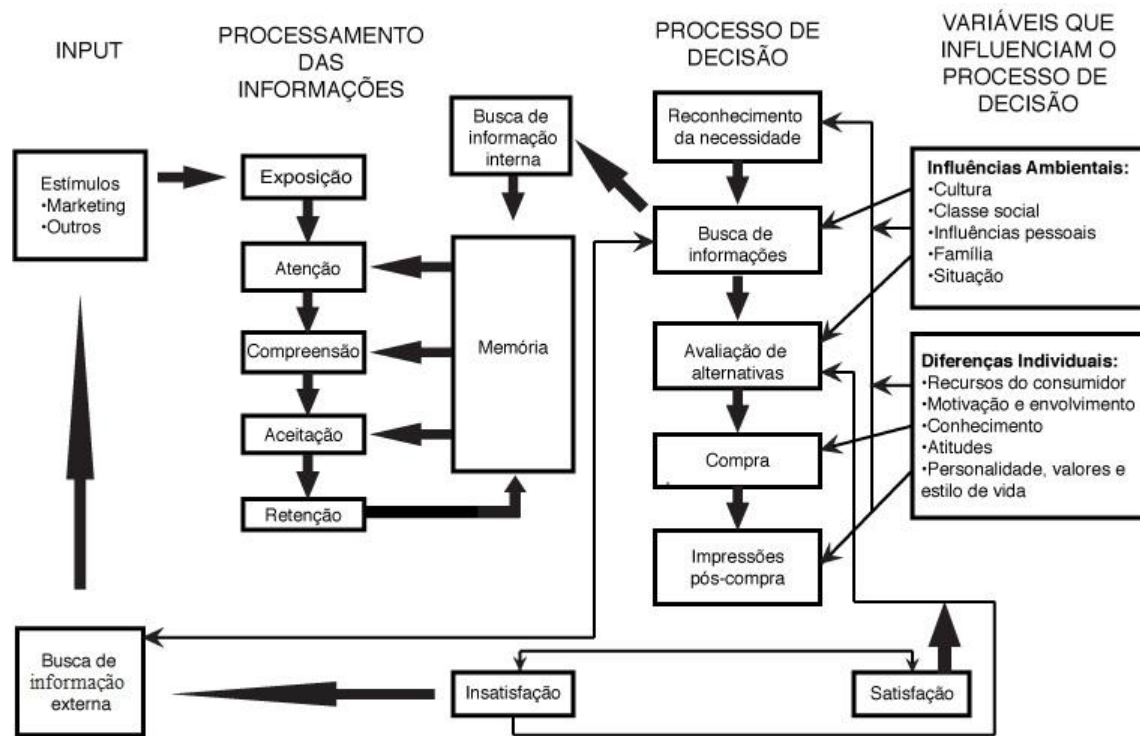 INPUT
PROCESSAMENTO
DAS
INFORMAÇÕES
PROCESSO DE
DECISÃO
VARIÁVEIS QUE
INFLUENCIAM O
PROCESSO DE
DECISÃO
Estímulos
•Marketing
•Outros
Exposição
Atenção
Compreensão
Aceitação
Retenção
Busca de
informação
interna
Memória
Reconhecimento
da necessidade
Busca de
informações
Avaliação de
alternativas
Compra
Impressões
pós-compra
Influências Ambientais:
•Cultura
•Classe social
•Influências pessoais
•Família
•Situação
Diferenças Individuais:
•Recursos do consumidor
•Motivação e envolvimento
•Conhecimento
•Atitudes
•Personalidade, valores e
estilo de vida
Busca de
informação
externa
Insatisfação
Satisfação